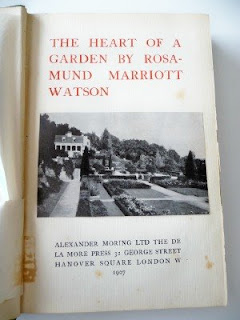 THE HEART OF A
GARDEN BY ROSA-
MUND MARRIOTT
WATSON
ALEXANDER MORING LTD THE DE
LA MORE PRESS 32 GEORGE STREET
HANOVER SQUARE LONDON W
1907